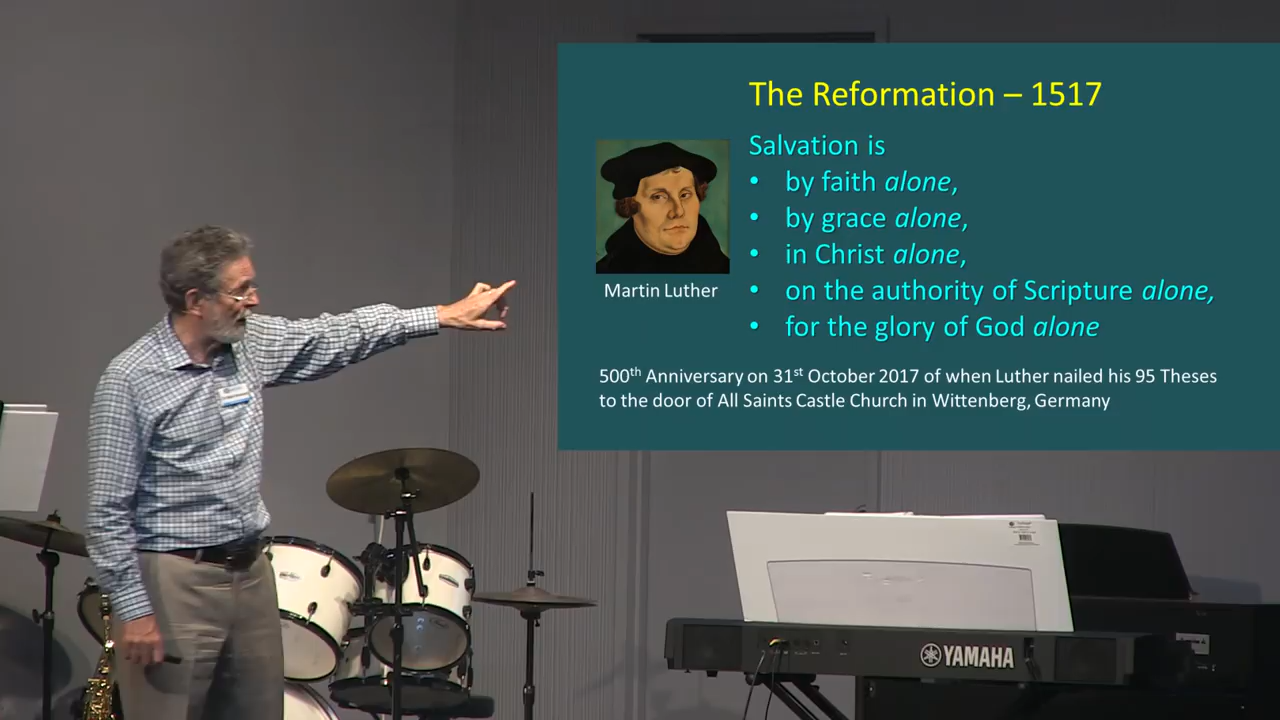 The Reformation – 1517
Salvation is
• by faith alone,
• by grace alone,
• in Christ alone,
• on the authority of Scripture alone,
• for the glory of God alone
Martin Luther
500th Anniversary on 31st October 2017 of when Luther nailed his 95 Theses
to the door of All Saints Castle Church in Wittenberg, Germany
YAMAHA